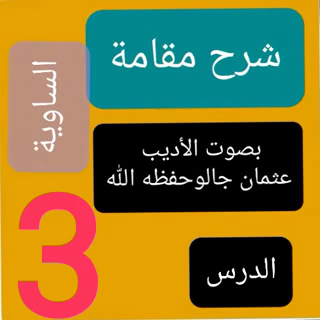 شرح مقامة
الساوية
بصوت الأديب
عثمان جالوحفظه الله
الدرس
3